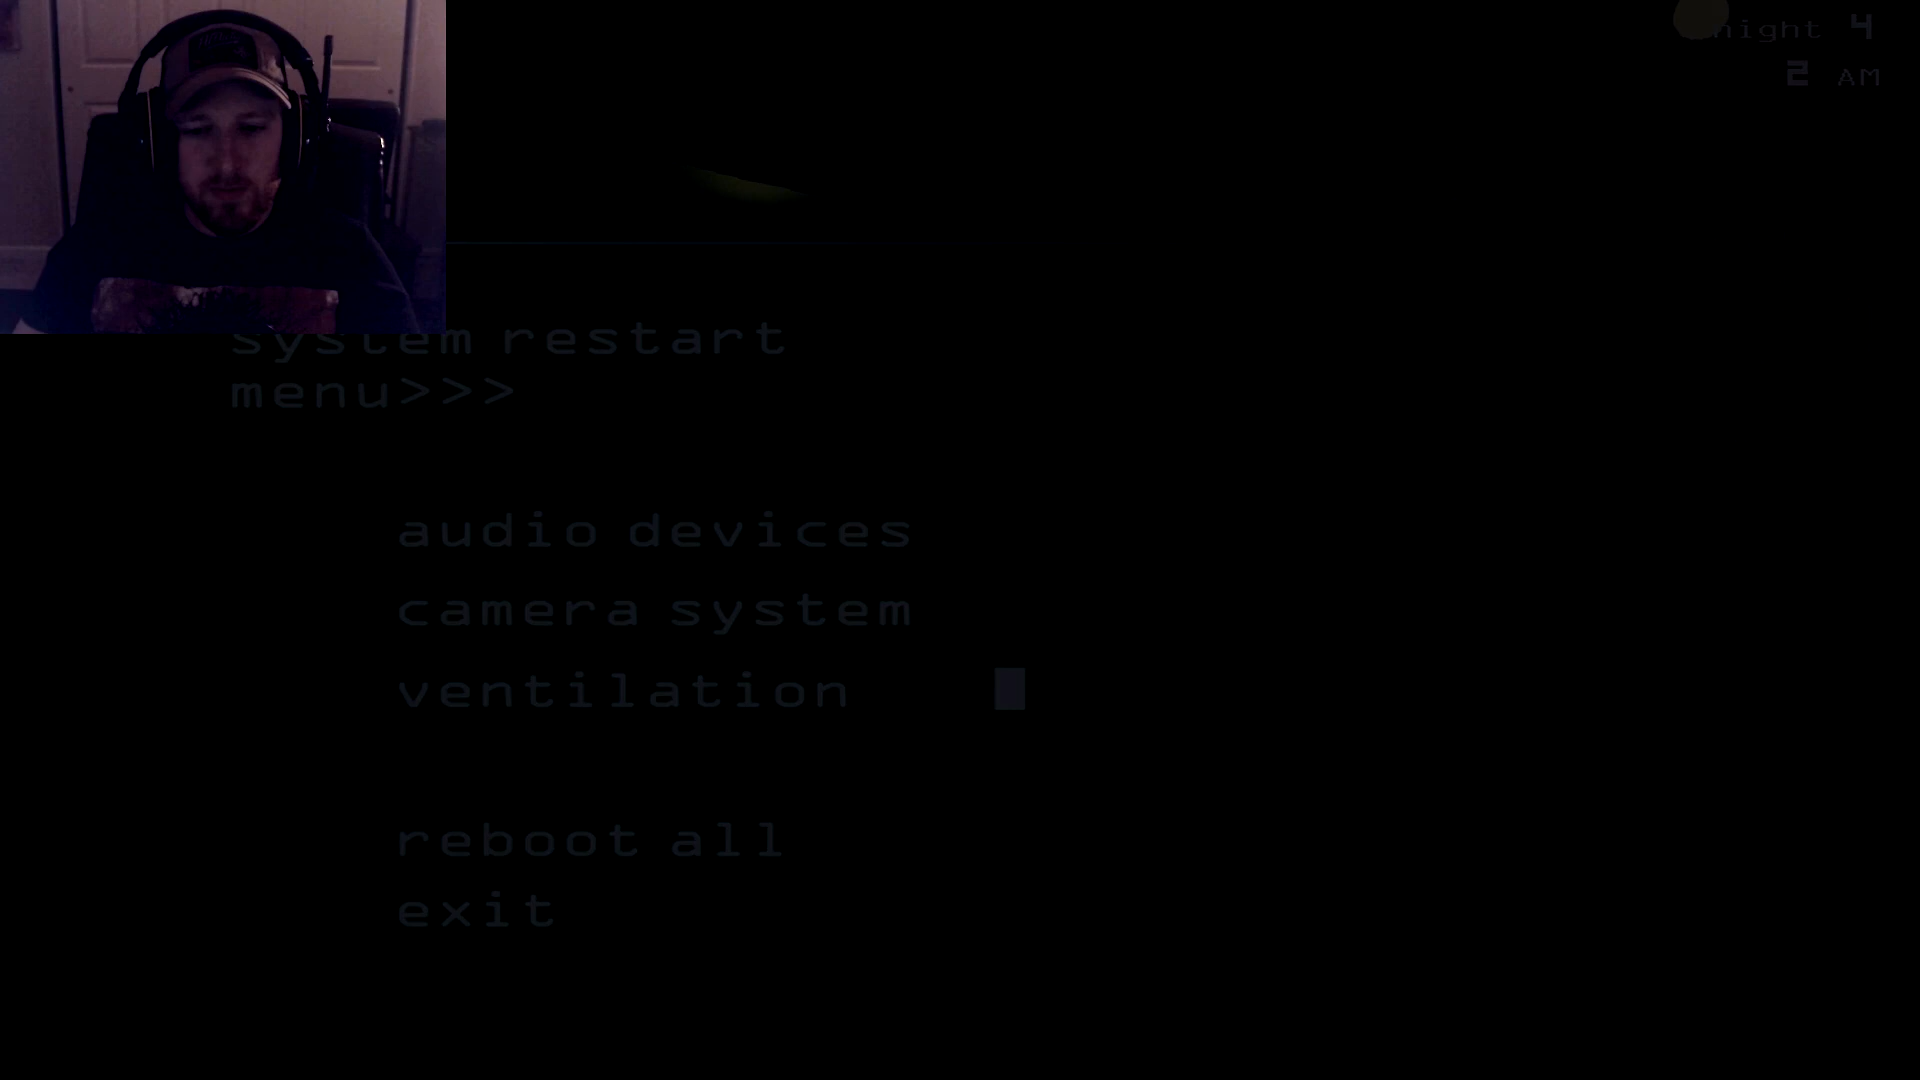 night 4
2 AM
system restart
menu>>>
audio devices
camera system
ventilation
reboot all
exit